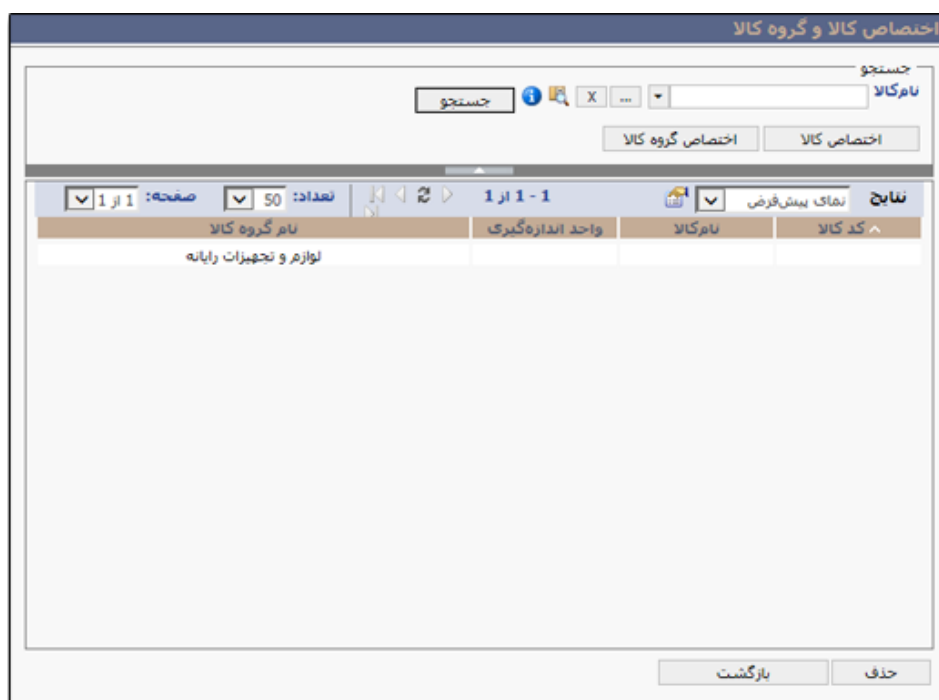 اختصاص کالا و گروه کالا
جستجو
نام‌کالا ... X جستجو
اختصاص کالا اختصاص گروه کالا
نتایج نمای پیش‌فرض 1 - 1 از 1 تعداد: 50 صفحه: 1 از 1
کد کالا نام‌کالا واحد اندازه‌گیری نام گروه کالا
لوازم و تجهیزات رایانه
حذف بازگشت